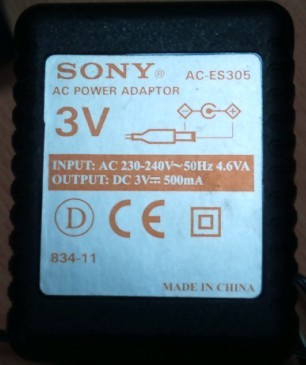 SONY® AC-ES305
AC POWER ADAPTOR
3V
INPUT: AC 230-240V~50Hz 4.6VA
OUTPUT: DC 3V⎓ 500mA
D CE
834-11
MADE IN CHINA